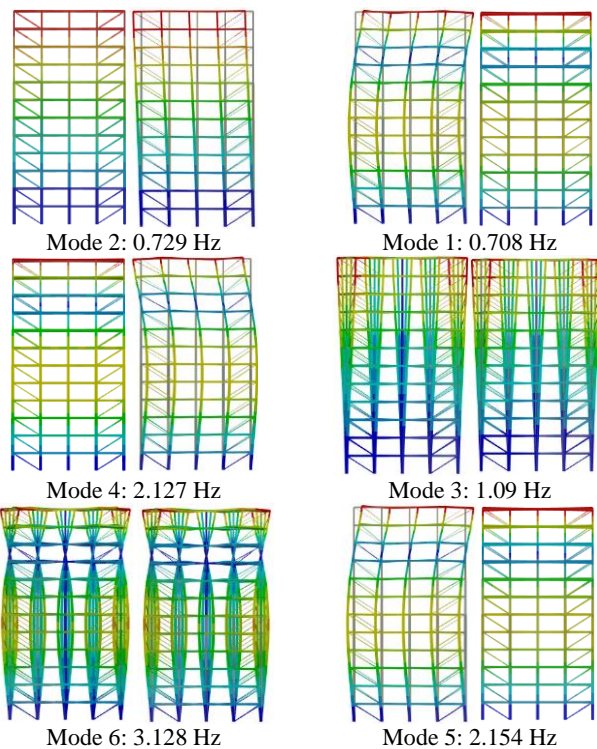 Mode 2: 0.729 Hz
Mode 1: 0.708 Hz
Mode 4: 2.127 Hz
Mode 3: 1.09 Hz
Mode 6: 3.128 Hz
Mode 5: 2.154 Hz